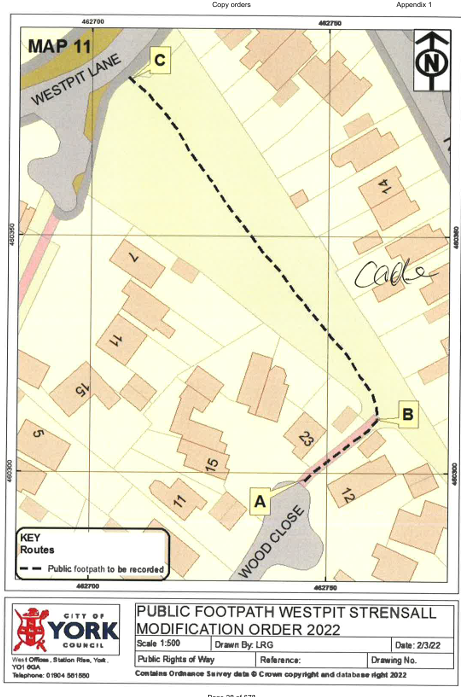 Copy orders
Appendix 1
462700
462750
MAP 11
WESTPIT LANE
C
N
14
460350
460350
7
11
15
5
B
23
15
11
A
12
460300
460300
WOOD CLOSE
KEY
Routes
Public footpath to be recorded
462700
462750
CITY OF
YORK
COUNCIL
West Offices, Station Rise, York,
YO1 6GA
Telephone: 01904 551550
PUBLIC FOOTPATH WESTPIT STRENSALL
MODIFICATION ORDER 2022
Scale 1:500
Drawn By: LRG
Date: 2/3/22
Public Rights of Way
Reference:
Drawing No.
Contains Ordnance Survey data © Crown copyright and database right 2022